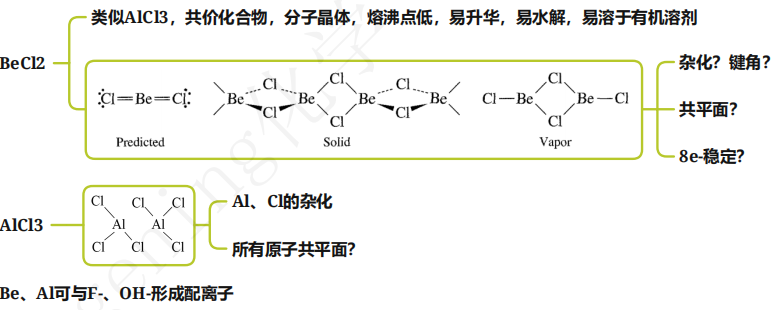 类似AlCl3，共价化合物，分子晶体，熔沸点低，易升华，易水解，易溶于有机溶剂
BeCl2
Cl=Be=Cl
Predicted
Be Cl Cl Be Cl Cl Be Cl Cl Be
Solid
Cl—Be Cl Cl Be—Cl
Vapor
杂化？键角？
共平面？
8e-稳定？
AlCl3
Cl Cl Cl
Al Al
Cl Cl Cl
Al、Cl的杂化
所有原子共平面？
Be、Al可与F-、OH-形成配离子